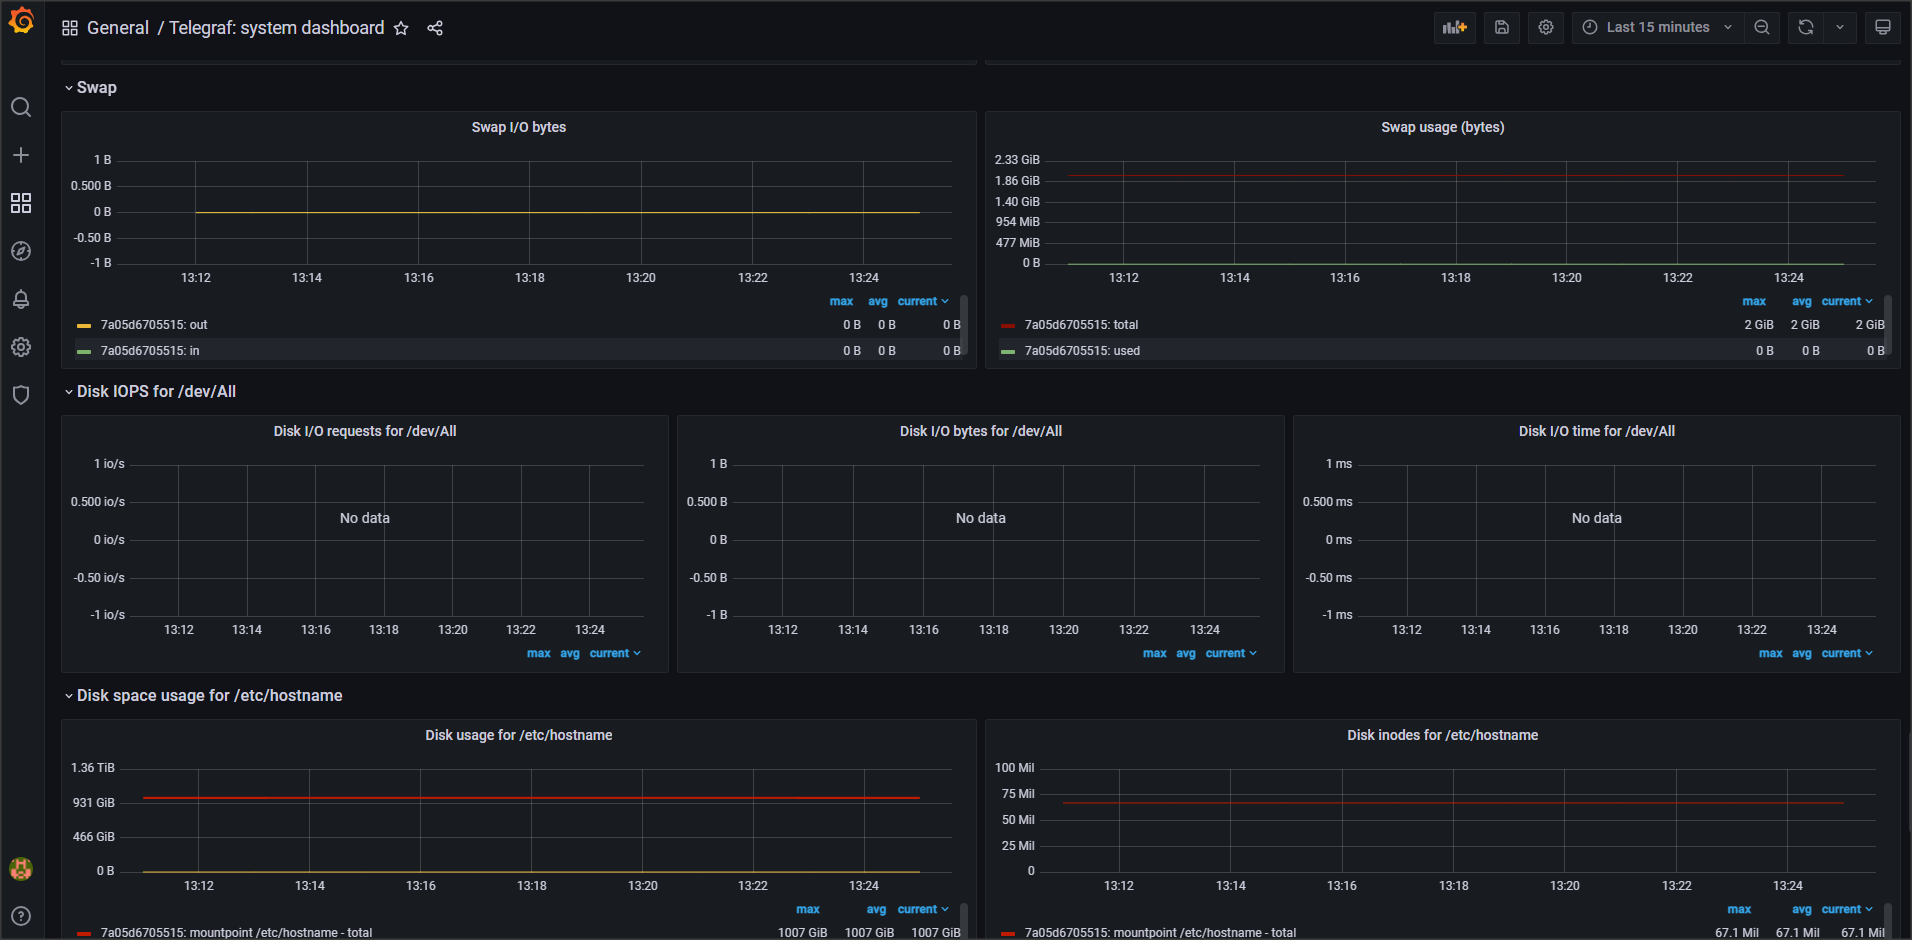 General / Telegraf: system dashboard
Last 15 minutes
Swap
Swap I/O bytes
1 B
0.500 B
0 B
-0.50 B
-1 B
13:12 13:14 13:16 13:18 13:20 13:22 13:24
max avg current
7a05d6705515: out 0 B 0 B 0 B
7a05d6705515: in 0 B 0 B 0 B
Swap usage (bytes)
2.33 GiB
1.86 GiB
1.40 GiB
954 MiB
477 MiB
0 B
13:12 13:14 13:16 13:18 13:20 13:22 13:24
max avg current
7a05d6705515: total 2 GiB 2 GiB 2 GiB
7a05d6705515: used 0 B 0 B 0 B
Disk IOPS for /dev/All
Disk I/O requests for /dev/All
1 io/s
0.500 io/s
No data
0 io/s
-0.50 io/s
-1 io/s
13:12 13:14 13:16 13:18 13:20 13:22 13:24
max avg current
Disk I/O bytes for /dev/All
1 B
0.500 B
No data
0 B
-0.50 B
-1 B
13:12 13:14 13:16 13:18 13:20 13:22 13:24
max avg current
Disk I/O time for /dev/All
1 ms
0.500 ms
No data
0 ms
-0.50 ms
-1 ms
13:12 13:14 13:16 13:18 13:20 13:22 13:24
max avg current
Disk space usage for /etc/hostname
Disk usage for /etc/hostname
1.36 TiB
931 GiB
466 GiB
0 B
13:12 13:14 13:16 13:18 13:20 13:22 13:24
max avg current
7a05d6705515: mountpoint /etc/hostname - total 1007 GiB 1007 GiB 1007 GiB
Disk inodes for /etc/hostname
100 Mil
75 Mil
50 Mil
25 Mil
0
13:12 13:14 13:16 13:18 13:20 13:22 13:24
max avg current
7a05d6705515: mountpoint /etc/hostname - total 67.1 Mil 67.1 Mil 67.1 Mil